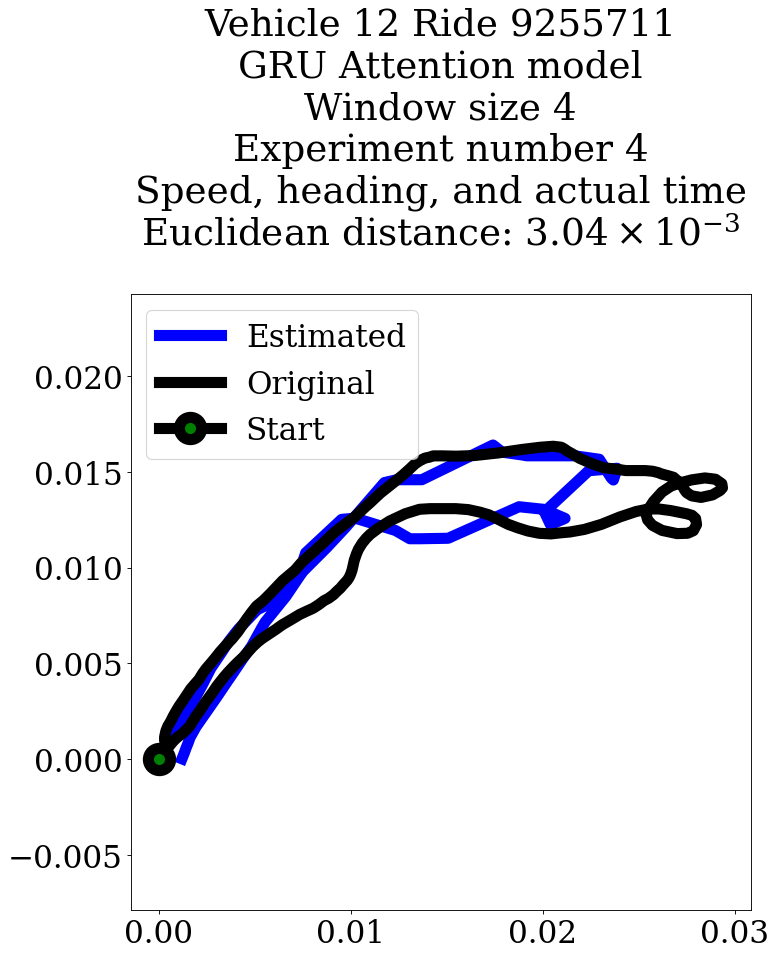 Vehicle 12 Ride 9255711
GRU Attention model
Window size 4
Experiment number 4
Speed, heading, and actual time
Euclidean distance: 3.04 × 10⁻³
Estimated
Original
Start
0.020
0.015
0.010
0.005
0.000
−0.005
0.00 0.01 0.02 0.03